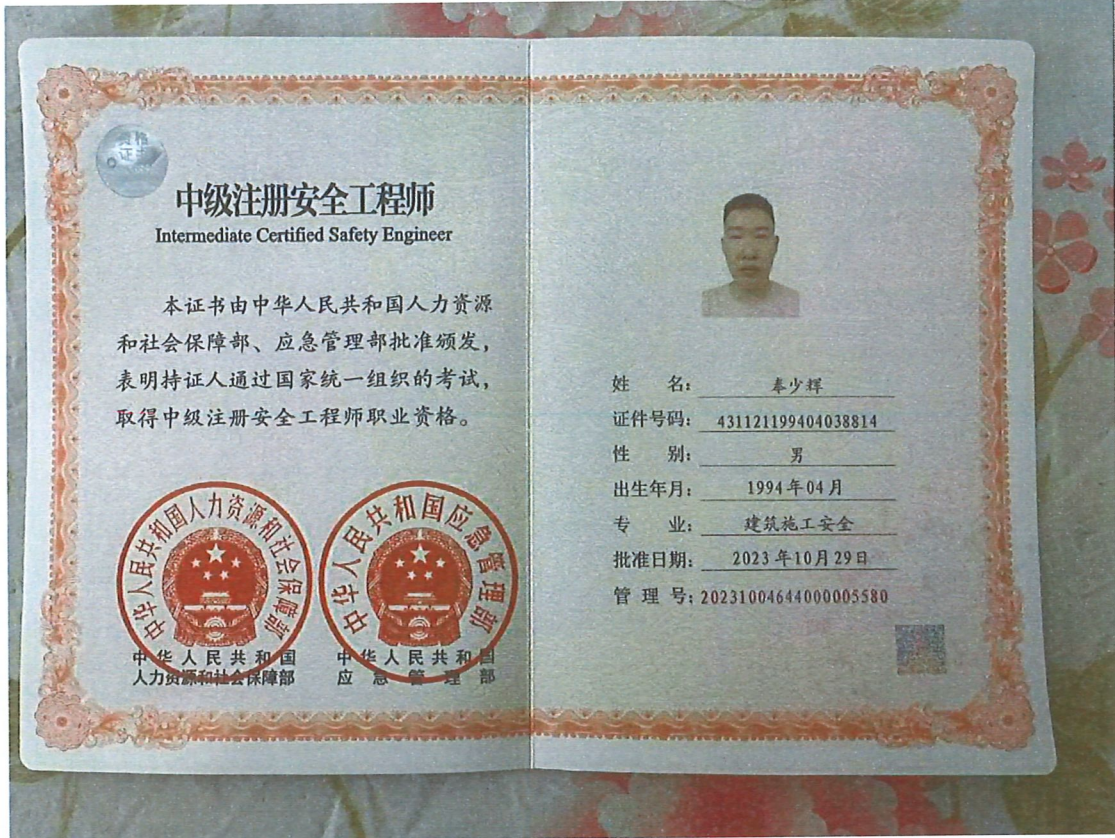 资格
证书
中级注册安全工程师
Intermediate Certified Safety Engineer
本证书由中华人民共和国人力资源
和社会保障部、应急管理部批准颁发，
表明持证人通过国家统一组织的考试，
取得中级注册安全工程师职业资格。
中华人民共和国人力资源和社会保障部
中华人民共和国
人力资源和社会保障部
中华人民共和国应急管理部
中华人民共和国
应急管理部
姓 名： 奉少辉
证件号码： 431121199404038814
性 别： 男
出生年月： 1994年04月
专 业： 建筑施工安全
批准日期： 2023年10月29日
管 理 号： 20231004644000005580